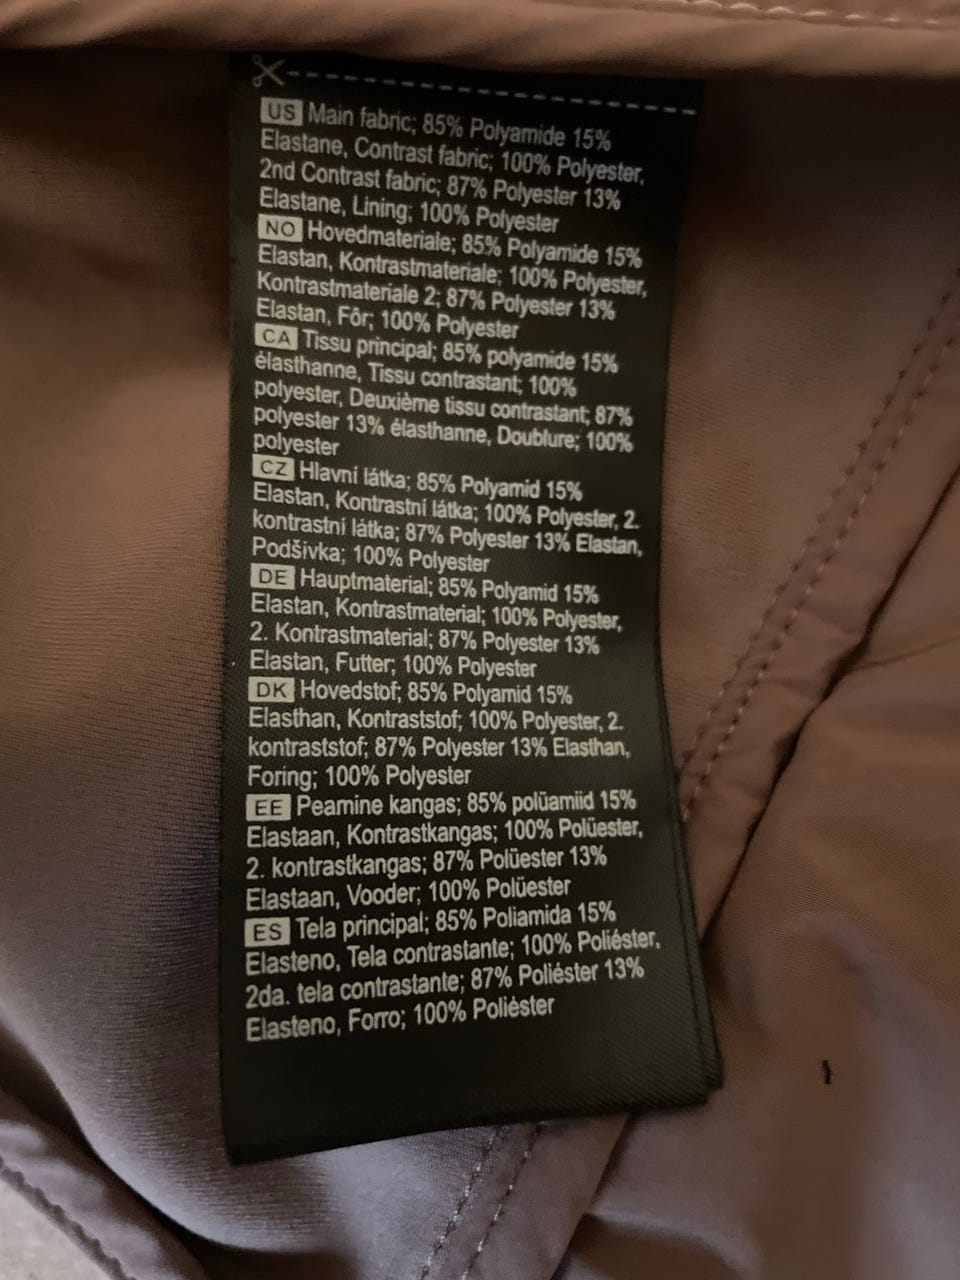 US Main fabric; 85% Polyamide 15%
Elastane, Contrast fabric; 100% Polyester,
2nd Contrast fabric; 87% Polyester 13%
Elastane, Lining; 100% Polyester
NO Hovedmateriale; 85% Polyamide 15%
Elastan, Kontrastmateriale; 100% Polyester,
Kontrastmateriale 2; 87% Polyester 13%
Elastan, Fôr; 100% Polyester
CA Tissu principal; 85% polyamide 15%
élasthanne, Tissu contrastant; 100%
polyester, Deuxième tissu contrastant; 87%
polyester 13% élasthanne, Doublure; 100%
polyester
CZ Hlavní látka; 85% Polyamid 15%
Elastan, Kontrastní látka; 100% Polyester, 2.
kontrastní látka; 87% Polyester 13% Elastan,
Podšívka; 100% Polyester
DE Hauptmaterial; 85% Polyamid 15%
Elastan, Kontrastmaterial; 100% Polyester,
2. Kontrastmaterial; 87% Polyester 13%
Elastan, Futter; 100% Polyester
DK Hovedstof; 85% Polyamid 15%
Elasthan, Kontraststof; 100% Polyester, 2.
kontraststof; 87% Polyester 13% Elasthan,
Foring; 100% Polyester
EE Peamine kangas; 85% polüamiid 15%
Elastaan, Kontrastkangas; 100% Polüester,
2. kontrastkangas; 87% Polüester 13%
Elastaan, Vooder; 100% Polüester
ES Tela principal; 85% Poliamida 15%
Elasteno, Tela contrastante; 100% Poliéster,
2da. tela contrastante; 87% Poliéster 13%
Elasteno, Forro; 100% Poliéster